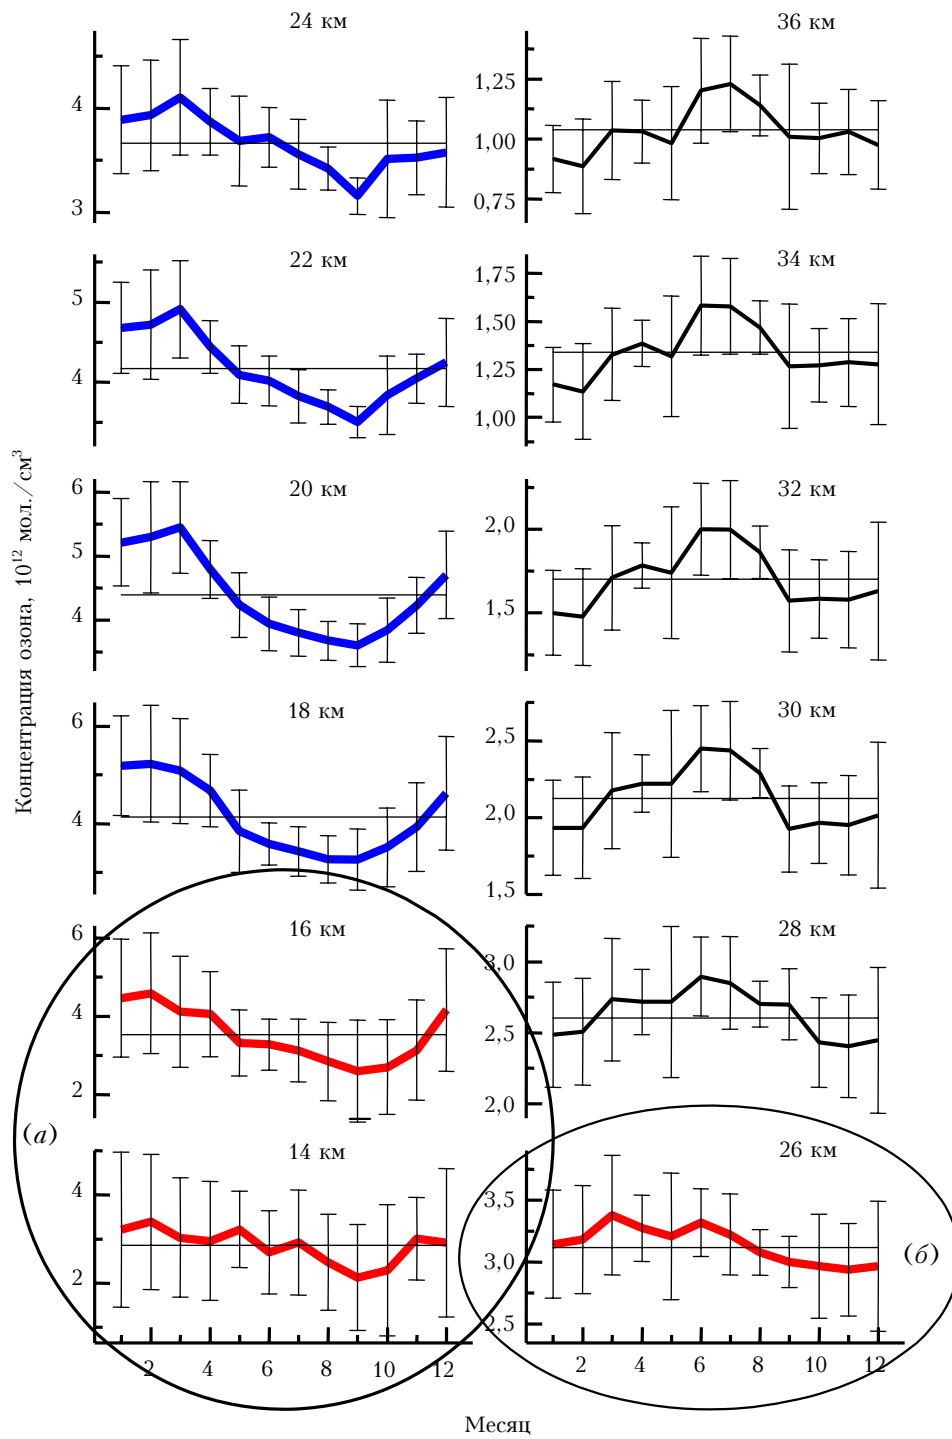 24 км
4
3
22 км
5
4
20 км
6
5
4
18 км
6
4
16 км
6
4
2
(а)
14 км
4
2
2 4 6 8 10 12
Концентрация озона, 10¹² мол./см³
36 км
1,25
1,00
0,75
34 км
1,75
1,50
1,25
1,00
32 км
2,0
1,5
30 км
2,5
2,0
1,5
28 км
3,0
2,5
2,0
26 км
3,5
3,0
2,5
(б)
2 4 6 8 10 12
Месяц